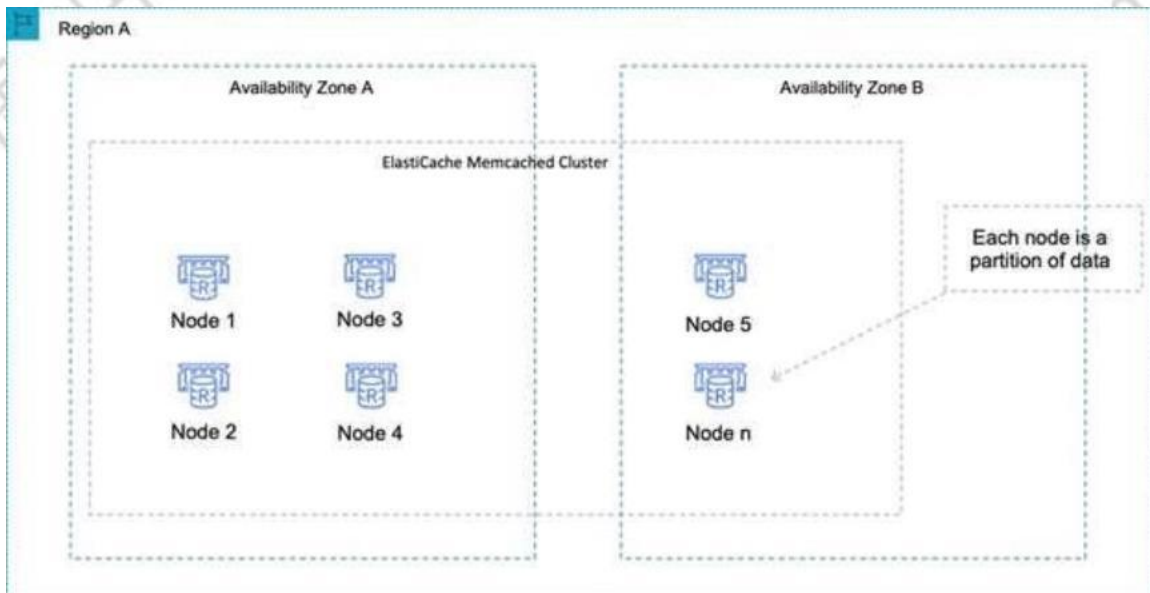 Region A
Availability Zone A
Availability Zone B
ElastiCache Memcached Cluster
Each node is a
partition of data
R
R
R
Node 1
Node 3
Node 5
R
R
R
Node 2
Node 4
Node n